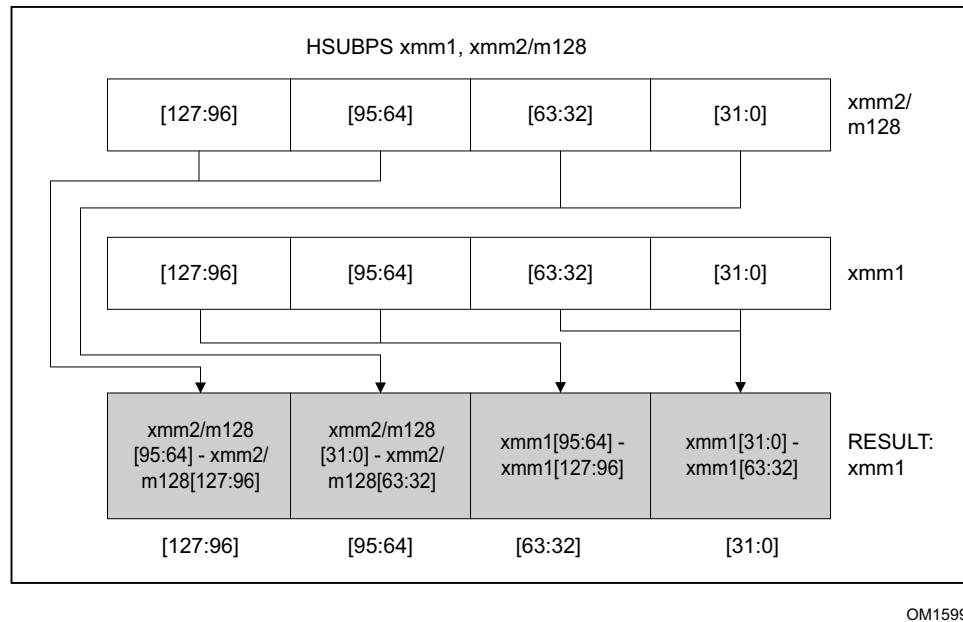 HSUBPS xmm1, xmm2/m128
[127:96] [95:64] [63:32] [31:0]
xmm2/
m128
[127:96] [95:64] [63:32] [31:0] xmm1
xmm2/m128
[95:64] - xmm2/
m128[127:96]
xmm2/m128
[31:0] - xmm2/
m128[63:32]
xmm1[95:64] -
xmm1[127:96]
xmm1[31:0] -
xmm1[63:32]
RESULT:
xmm1
[127:96] [95:64] [63:32] [31:0]
OM1599